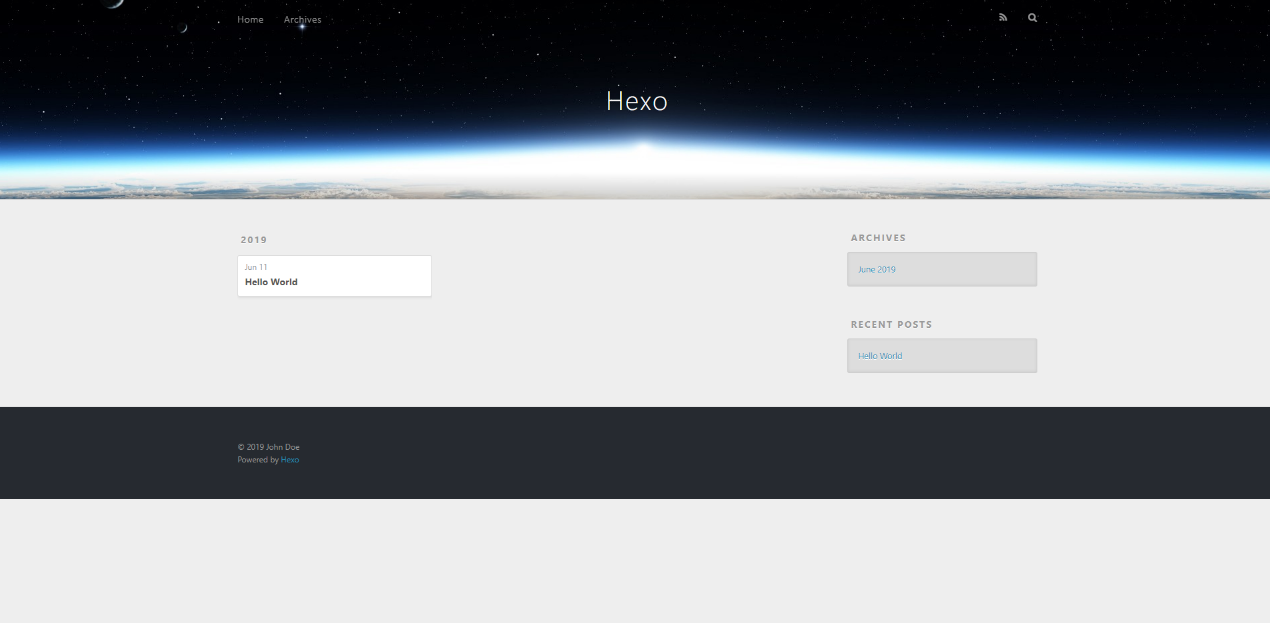 Home Archives
Hexo
2019
Jun 11
Hello World
ARCHIVES
June 2019
RECENT POSTS
Hello World
© 2019 John Doe
Powered by Hexo